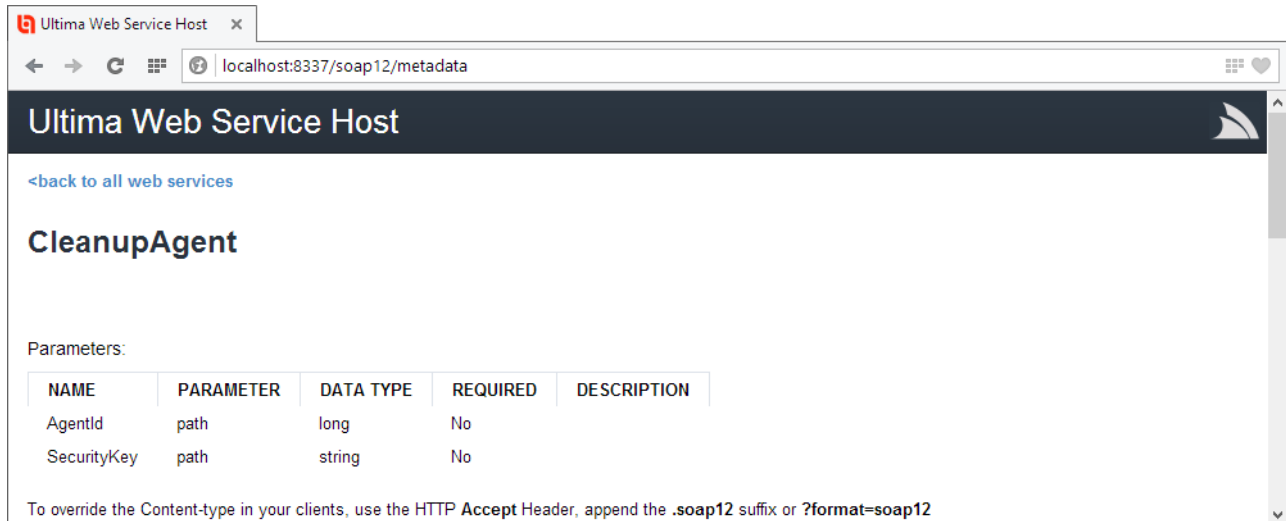 Ultima Web Service Host
localhost:8337/soap12/metadata
Ultima Web Service Host
<back to all web services
CleanupAgent
Parameters:
NAME PARAMETER DATA TYPE REQUIRED DESCRIPTION
AgentId path long No
SecurityKey path string No
To override the Content-type in your clients, use the HTTP Accept Header, append the .soap12 suffix or ?format=soap12